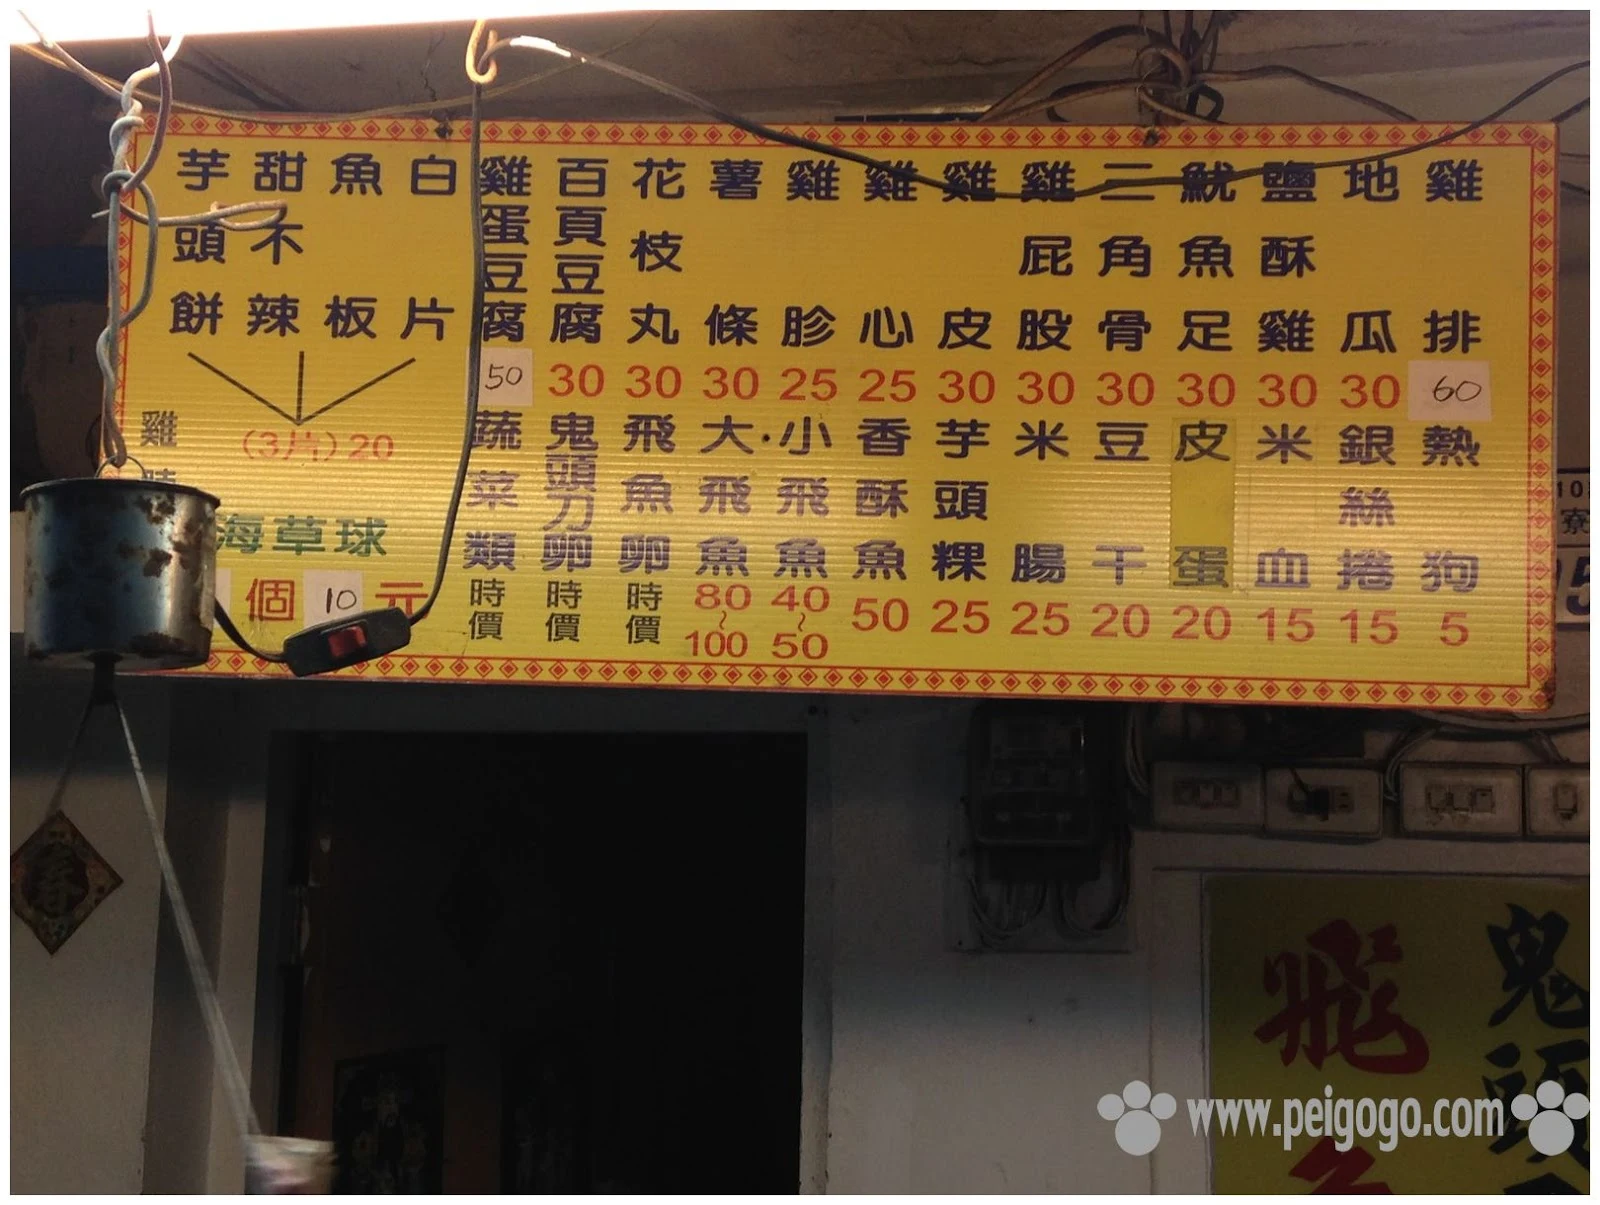 雞排 60
地瓜 30
鹽酥雞 30
魷魚足 30
三角骨 30
雞屁股 30
雞皮 30
雞心 25
雞胗 25
薯條 30
花枝丸 30
百頁豆腐 30
雞蛋豆腐 50
白片
魚板
甜不辣
芋頭餅
(3片)20
熱狗 5
銀絲捲 15
米血 15
皮蛋 20
豆干 20
米腸 25
芋頭粿 25
香酥魚 50
小飛魚 40~50
大·飛魚 80~100
飛魚卵 時價
鬼頭刀卵 時價
蔬菜類 時價
海草球
個 10 元
雞
春
飛
鬼頭
www.peigogo.com